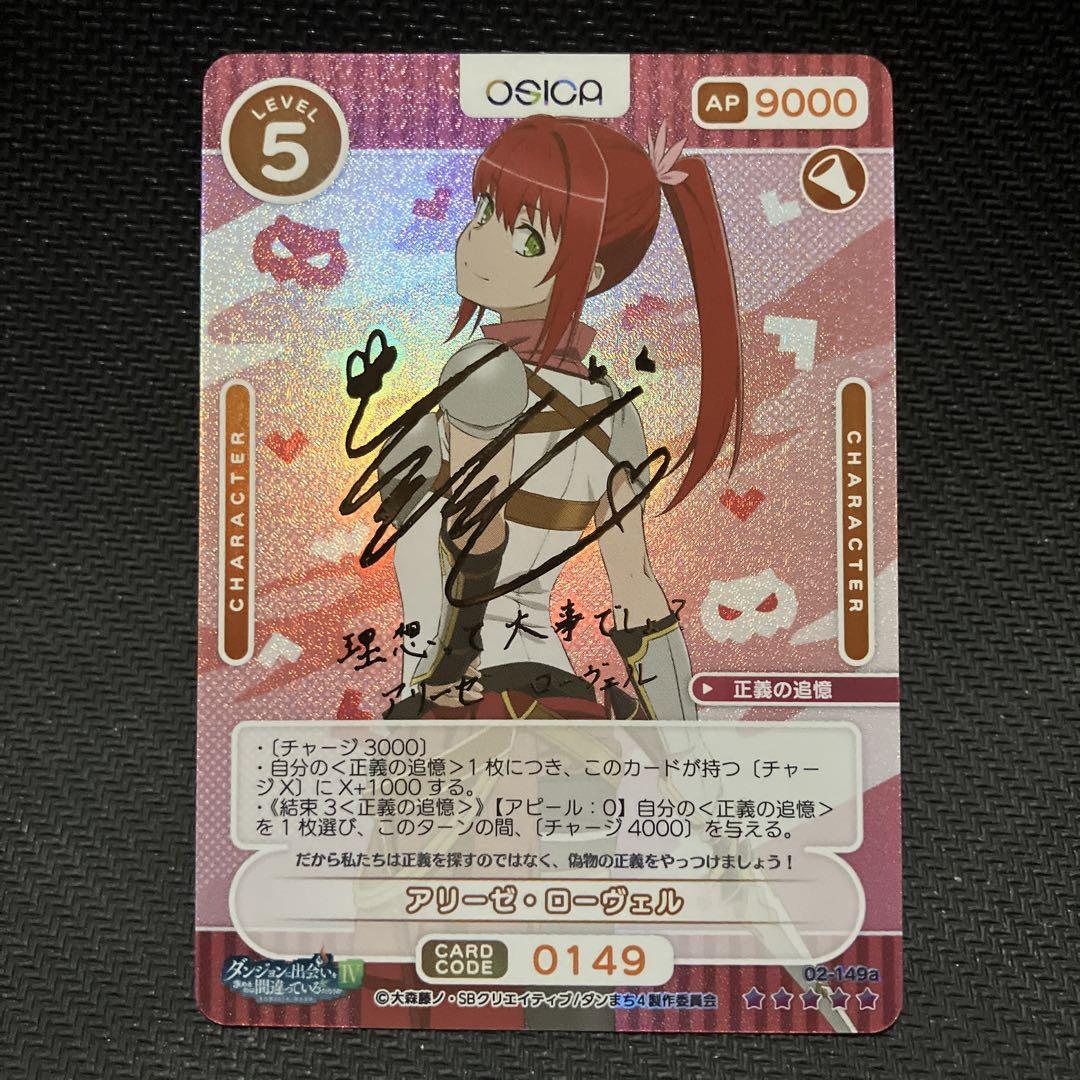 OSICA
LEVEL
5
AP 9000
CHARACTER
CHARACTER
理想って大事でしょ?
アリーゼ ローヴェル
正義の追憶
・〔チャージ 3000〕
・自分の＜正義の追憶＞1 枚につき、このカードが持つ〔チャー
ジ X〕に X+1000 する。
・《結束 3＜正義の追憶＞》【アピール：0】自分の＜正義の追憶＞
を 1 枚選び、このターンの間、〔チャージ 4000〕を与える。
だから私たちは正義を探すのではなく、偽物の正義をやっつけましょう！
アリーゼ・ローヴェル
CARD
CODE
0149
ダンジョンに出会いを
求めるのは
間違っているだろうか
IV
02-149a
©大森藤ノ・SBクリエイティブ/ダンまち4製作委員会